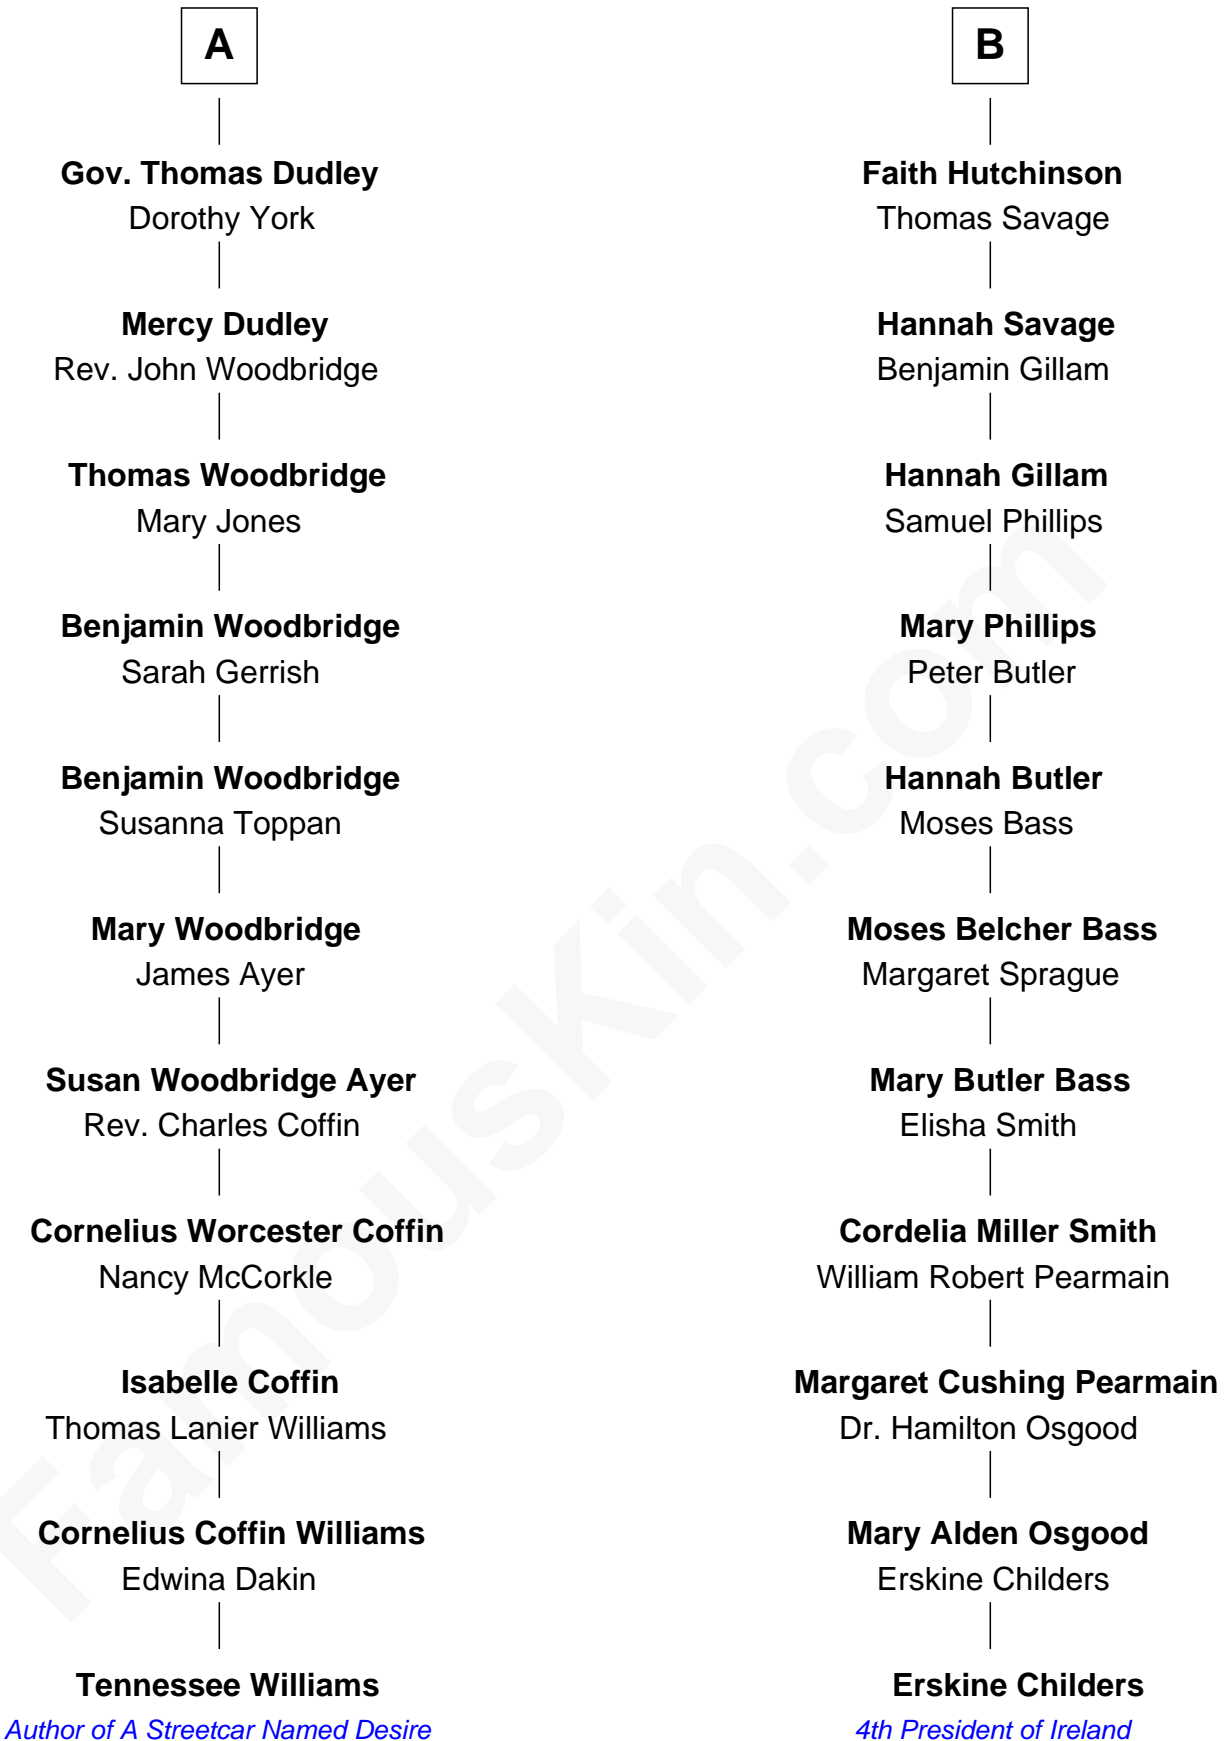 A
Gov. Thomas Dudley
Dorothy York
Mercy Dudley
Rev. John Woodbridge
Thomas Woodbridge
Mary Jones
Benjamin Woodbridge
Sarah Gerrish
Benjamin Woodbridge
Susanna Toppan
Mary Woodbridge
James Ayer
Susan Woodbridge Ayer
Rev. Charles Coffin
Cornelius Worcester Coffin
Nancy McCorkle
Isabelle Coffin
Thomas Lanier Williams
Cornelius Coffin Williams
Edwina Dakin
Tennessee Williams
Author of A Streetcar Named Desire
B
Faith Hutchinson
Thomas Savage
Hannah Savage
Benjamin Gillam
Hannah Gillam
Samuel Phillips
Mary Phillips
Peter Butler
Hannah Butler
Moses Bass
Moses Belcher Bass
Margaret Sprague
Mary Butler Bass
Elisha Smith
Cordelia Miller Smith
William Robert Pearmain
Margaret Cushing Pearmain
Dr. Hamilton Osgood
Mary Alden Osgood
Erskine Childers
Erskine Childers
4th President of Ireland
FamousKin.com